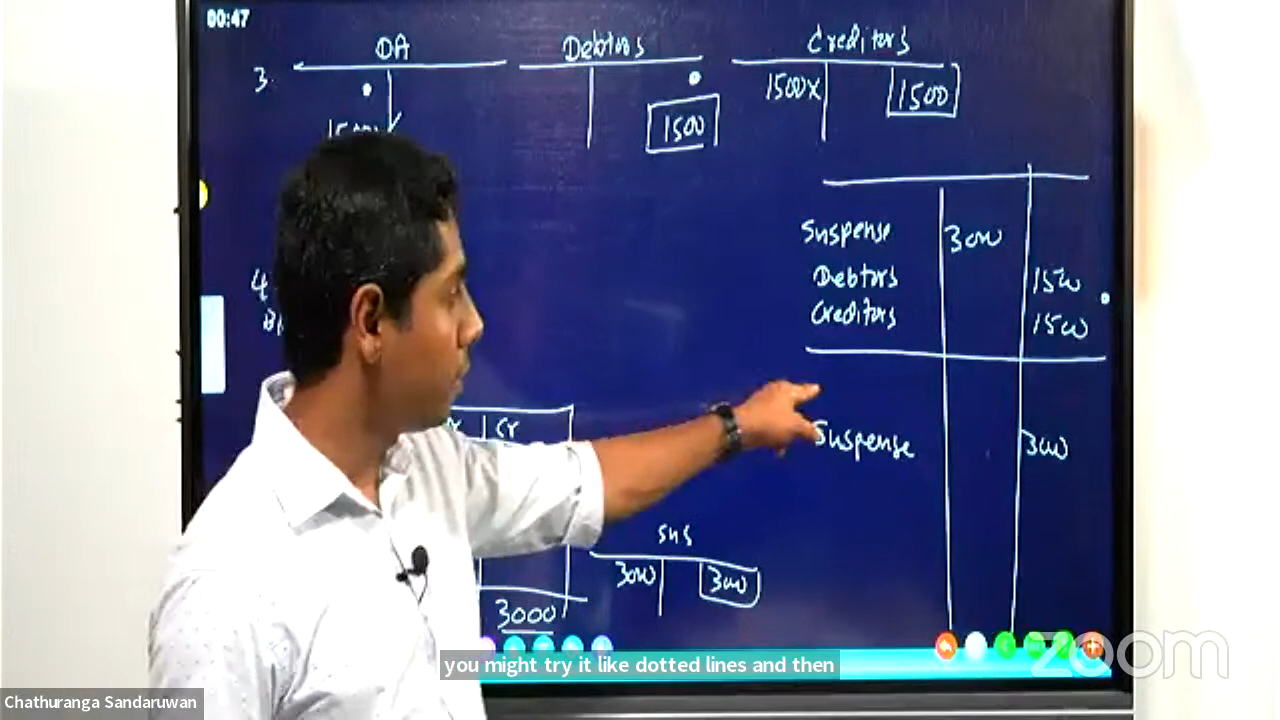 00:47
DA Debtors Creditors
3.
1500x 1500
1500
Suspense 3000
Debtors 1500
Creditors 1500
4
cr
Suspense 3000
sus
3000 3000
3000
you might try it like dotted lines and then
zoom
Chathuranga Sandaruwan